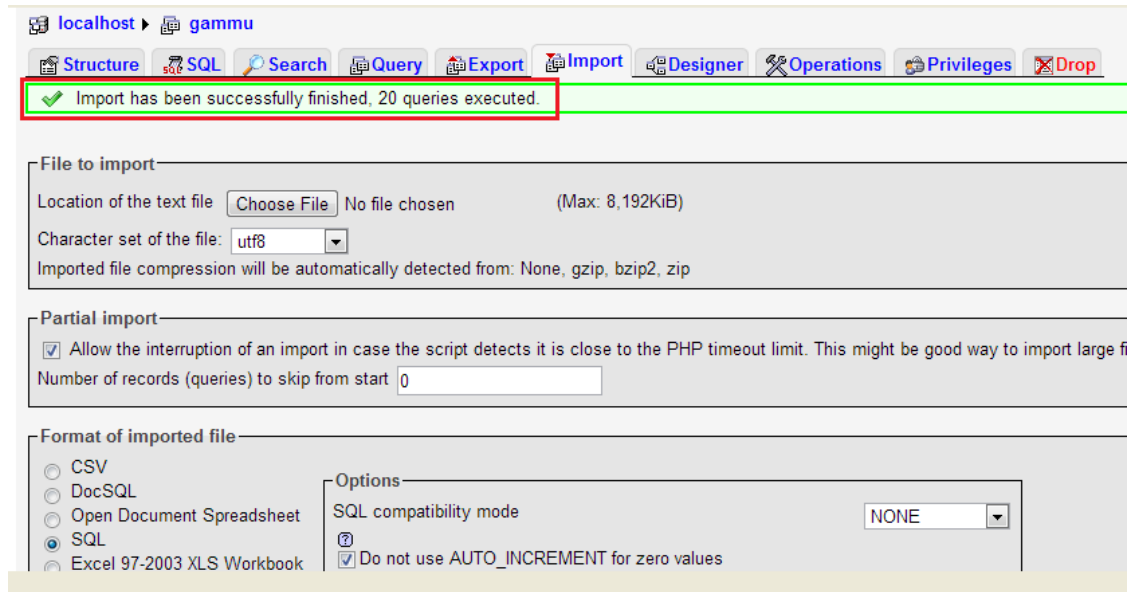 localhost ▸ gammu
Structure SQL Search Query Export Import Designer Operations Privileges Drop
Import has been successfully finished, 20 queries executed.
File to import
Location of the text file Choose File No file chosen (Max: 8,192KiB)
Character set of the file: utf8
Imported file compression will be automatically detected from: None, gzip, bzip2, zip
Partial import
Allow the interruption of an import in case the script detects it is close to the PHP timeout limit. This might be good way to import large fi
Number of records (queries) to skip from start 0
Format of imported file
CSV
DocSQL
Open Document Spreadsheet
SQL
Excel 97-2003 XLS Workbook
Options
SQL compatibility mode NONE
Do not use AUTO_INCREMENT for zero values